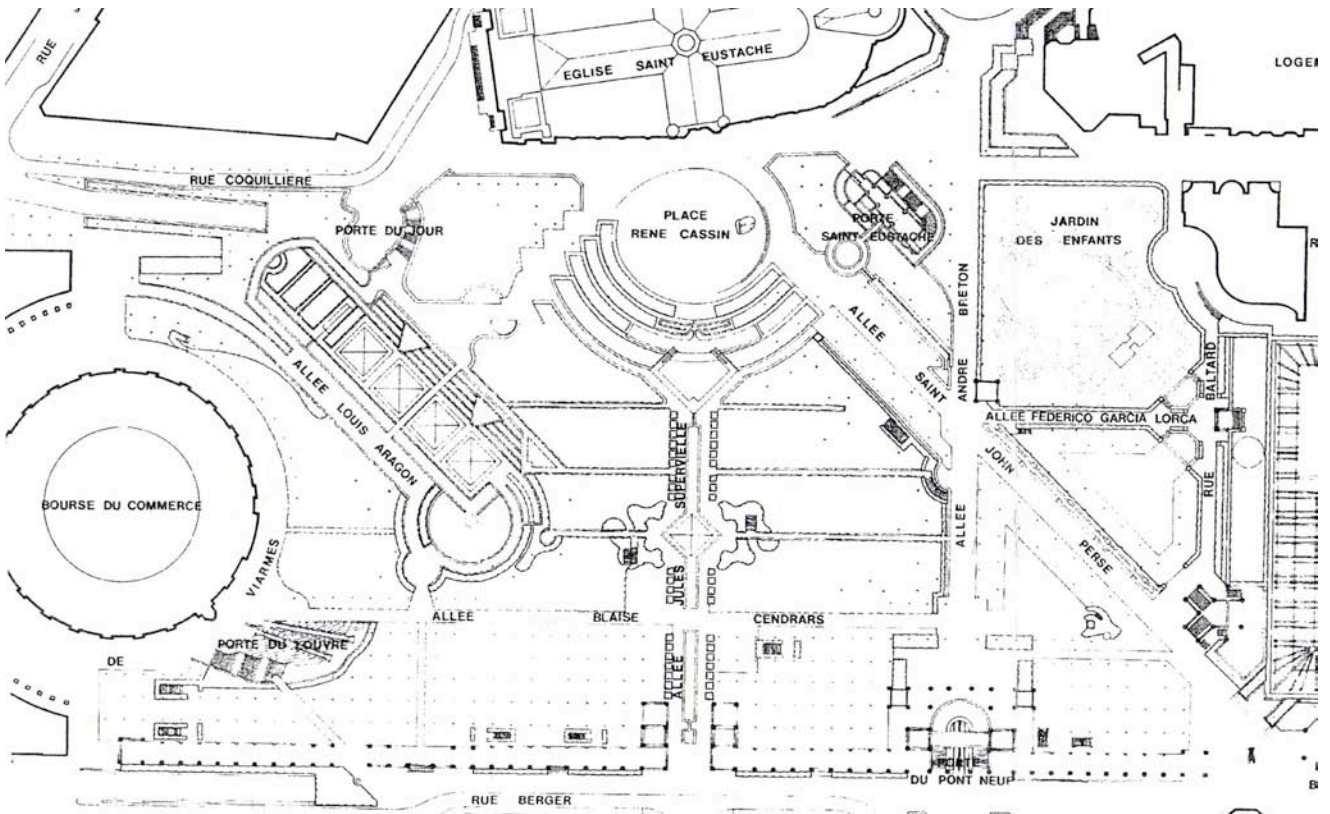 RUE
EGLISE SAINT EUSTACHE
LOGEM
RUE COQUILLIERE
PORTE DU JOUR
PLACE
RENE CASSIN
PORTE
SAINT EUSTACHE
JARDIN
DES ENFANTS
ALLEE SAINT JOHN PERSE
ALLEE ANDRE BRETON
RUE BALTARD
ALLEE FEDERICO GARCIA LORCA
ALLEE LOUIS ARAGON
BOURSE DU COMMERCE
ALLEE JULES SUPERVIELLE
DE VIARMES
ALLEE BLAISE CENDRARS
PORTE DU LOUVRE
PORTE
DU PONT NEUF
RUE BERGER